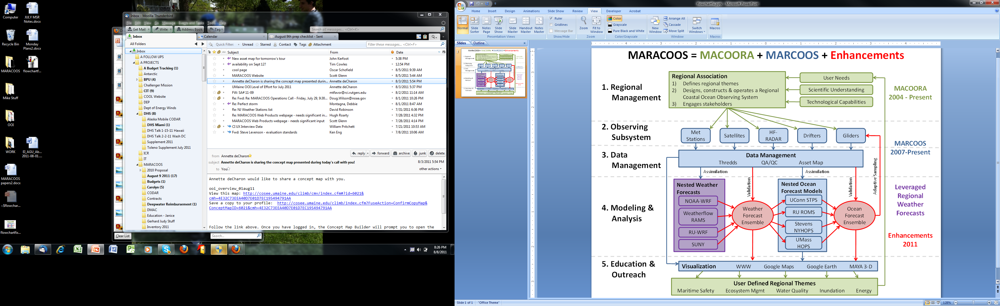 Computer
JULY MSR
Notes.docx
Recycle Bin
Monday
Plans2.docx
MARACOOS
flowchartf...
Mike Stuff
OOI
WORK
EI_AGU_Ab...
2011-08-01....
MARACOOS
papers2.docx
~$flowchar...
flowchartfix...
Inbox - Mozilla Thunderbird
File Edit View Go Message Events and Tasks Tools Help
Get Mail Write Address Book Tag
Search all messages... <Ctrl+K>
Inbox
Calendar
August 9th prep checklist - Sent
All Folders
Inbox
A FOLLOW UPS
A PROJECTS
A Budget Tracking (1)
Antarctic
BPU (4)
Challenger Mission
CIT (9)
COOL Website
DEP
Dept of Energy Winds
DHS (8)
Alaska Mobile CODAR
DHS Miami (1)
DHS Talk 1-15-11 Hawaii
DHS Talk 2-2-11 Wash DC
Supplement 2011
Toleno Supplement July 2011
ICR
IT
MARACOOS
2010 Proposal
August 9 2011 (17)
Budgets (1)
Carolyn (5)
CODAR
Contracts
Deepwater Reimbursement (1)
DMAC
Education - Janice
Gerhard Judy Stuff
Inventory 2011
Quick Filter: Unread Starred Contact Tags Attachment
Filter these messages... <Ctrl+F>
Subject From Date
New asset map for tomorrow's tour John Kerfoot 5:38 PM
availability on Sept 12? Tim Cowles 12:54 PM
cool page Oscar Schofield 8/5/2011 9:39 AM
MARACOOS Website Scott Glenn 8/5/2011 5:44 AM
Annette deCharon is sharing the concept map presented durin... Annette deCharon 8/3/2011 5:54 PM
UMaine OOI Level of Effort for July 2011 Annette deCharon 8/3/2011 5:37 PM
FW: SA# 11-09 mtfavor@rci.rutgers.edu 8/2/2011 11:14 AM
Re: Fwd: Re: MARACOOS Operations Call - Friday, July 29, 9:30... Doug.Wilson@noaa.gov 8/1/2011 10:26 PM
Re: Perfect storm Montagna, Debbie 8/1/2011 8:47 AM
Re: NJ Weather Stations list David Robinson 7/31/2011 6:36 PM
Re: MARACOOS Web Products webpage - needs significant in... Hugh Roarty 7/28/2011 4:32 PM
MARACOOS Web Products webpage - needs significant input Scott Glenn 7/28/2011 4:14 PM
CI UX Interview Data William Pritchett 7/21/2011 10:53 AM
Fwd: Steve Levenson - evaluation standards Ken Eng 7/8/2011 10:06 AM
from Annette deCharon
reply forward archive junk delete
subject Annette deCharon is sharing the concept map presented during today's call with you!
8/3/2011 5:54 PM
to You
other actions
Annette deCharon would like to share a concept map with you.
ooi_overview_01aug11
View this map: http://cosee.umaine.edu/climb/cmv/index.cfm#?id=6021&
cmh=4E32C73EEA40D7E01D7EC195494791AA
Save a copy to your profile: http://cosee.umaine.edu/climb/index.cfm?FuseAction=ConfirmCopyMap&
ConceptMapID=6021&cmh=4E32C73EEA40D7E01D7EC195494791AA
Follow the link above. Once you have logged in, the Concept Map Builder will prompt you to open the
Clear List
Search...
8:26 PM
8/8/2011
flowchartfix.pptx - Microsoft PowerPoint
Home Insert Design Animations Slide Show Review View Developer Acrobat
Normal
Slide
Sorter
Notes
Page
Slide
Show
Slide
Master
Handout
Master
Notes
Master
Presentation Views
Ruler
Gridlines
Message Bar
Show/Hide
Zoom
Fit to
Window
Zoom
Color
Grayscale
Pure Black and White
Color/Grayscale
New
Window
Arrange All
Cascade
Move Split
Switch
Windows
Window
Macros
Macros
Slides
Outline
MARACOOS = MACOORA + MARCOOS + Enhancements
1. Regional
Management
Regional Association
1) Defines regional themes
2) Designs, constructs & operates a Regional
Coastal Ocean Observing System
3) Engages stakeholders
User Needs
Scientific Understanding
Technological Capabilities
MACOORA
2004 - Present
2. Observing
Subsystem
Met
Stations
Satellites
HF-
RADAR
Drifters
Gliders
MARCOOS
2007-Present
3. Data
Management
Data Management
Thredds QA/QC Asset Map
Assimilation
Validation
Assimilation
Validation
Adaptive Sampling
4. Modeling &
Analysis
Nested Weather
Forecasts
NOAA-WRF
Weatherflow
RAMS
RU-WRF
SUNY
Weather
Forecast
Ensemble
Nested Ocean
Forecast Models
UConn STPS
RU ROMS
Stevens
NYHOPS
UMass
HOPS
Ocean
Forecast
Ensemble
Leveraged
Regional
Weather
Forecasts
Enhancements
2011
5. Education &
Outreach
Visualization WWW Google Maps Google Earth MAYA 3-D
User Defined Regional Themes
Maritime Safety Ecosystem Mgmt Water Quality Inundation Energy
Slide 1 of 1
"Office Theme"
128%